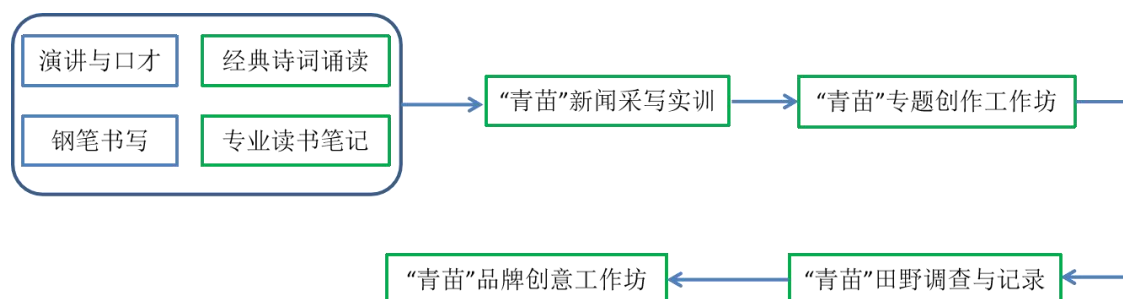 演讲与口才
经典诗词诵读
钢笔书写
专业读书笔记
“青苗”新闻采写实训
“青苗”专题创作工作坊
“青苗”田野调查与记录
“青苗”品牌创意工作坊